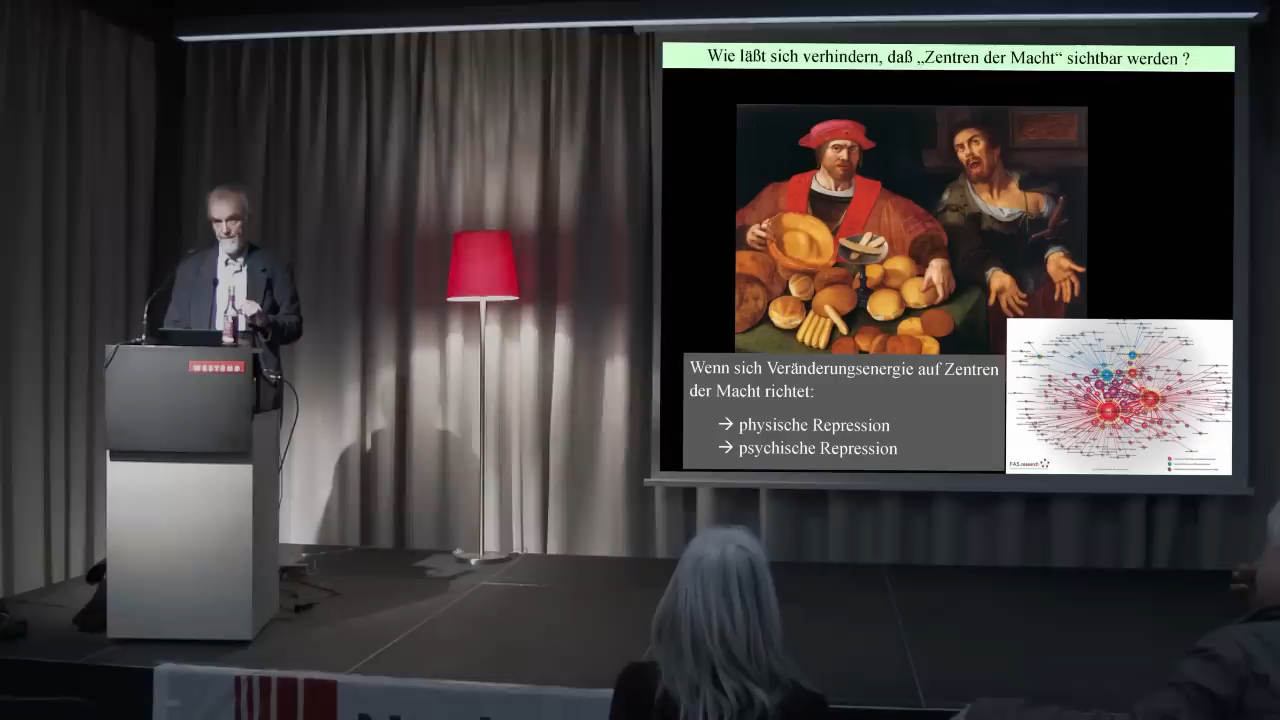 Wie läßt sich verhindern, daß „Zentren der Macht“ sichtbar werden ?
Wenn sich Veränderungsenergie auf Zentren
der Macht richtet:
→ physische Repression
→ psychische Repression
FAS.research
WESTEND